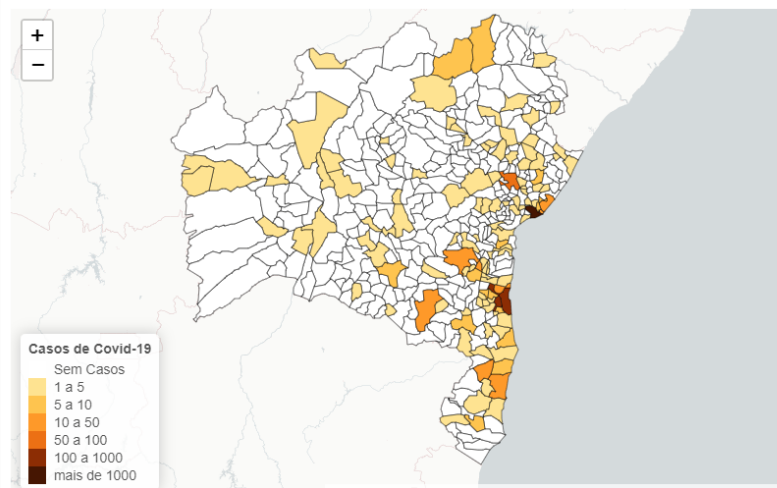 +
−
Casos de Covid-19
Sem Casos
1 a 5
5 a 10
10 a 50
50 a 100
100 a 1000
mais de 1000